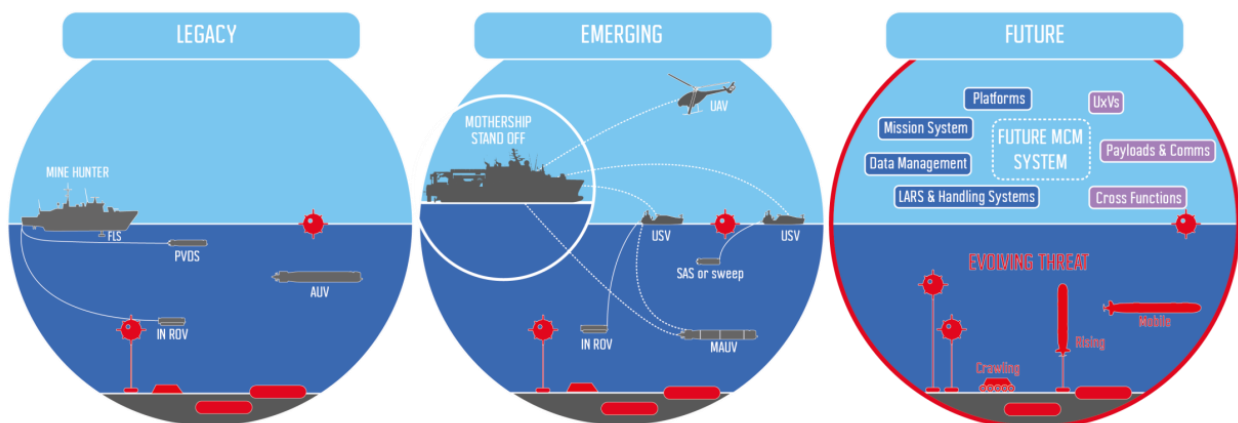 LEGACY
MINE HUNTER
FLS
PVDS
AUV
IN ROV
EMERGING
MOTHERSHIP
STAND OFF
UAV
USV
USV
SAS or sweep
IN ROV
MAUV
FUTURE
Platforms
UxVs
Mission System
FUTURE MCM
SYSTEM
Payloads & Comms
Data Management
LARS & Handling Systems
Cross Functions
EVOLVING THREAT
Mobile
Rising
Crawling